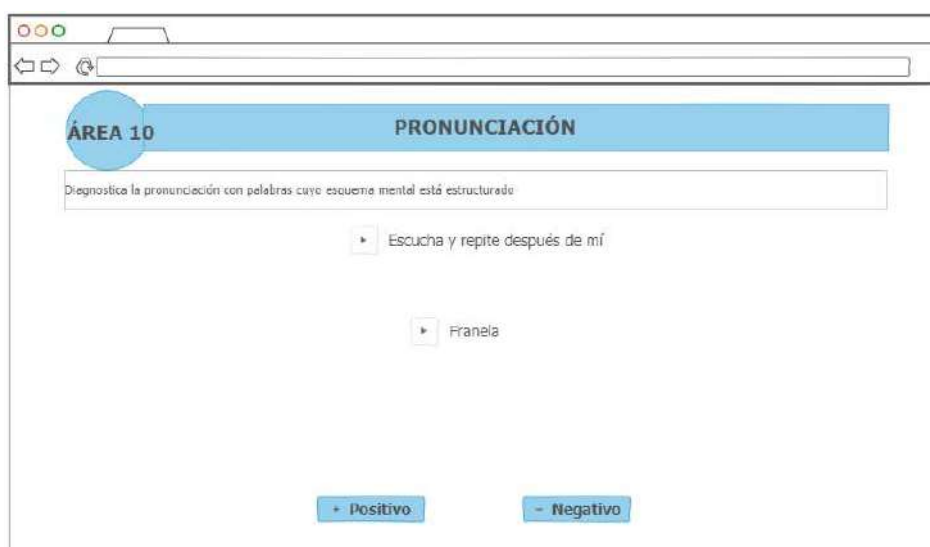 ÁREA 10
PRONUNCIACIÓN
Diagnostica la pronunciación con palabras cuyo esquema mental está estructurado
Escucha y repite después de mí
Franela
+ Positivo
- Negativo